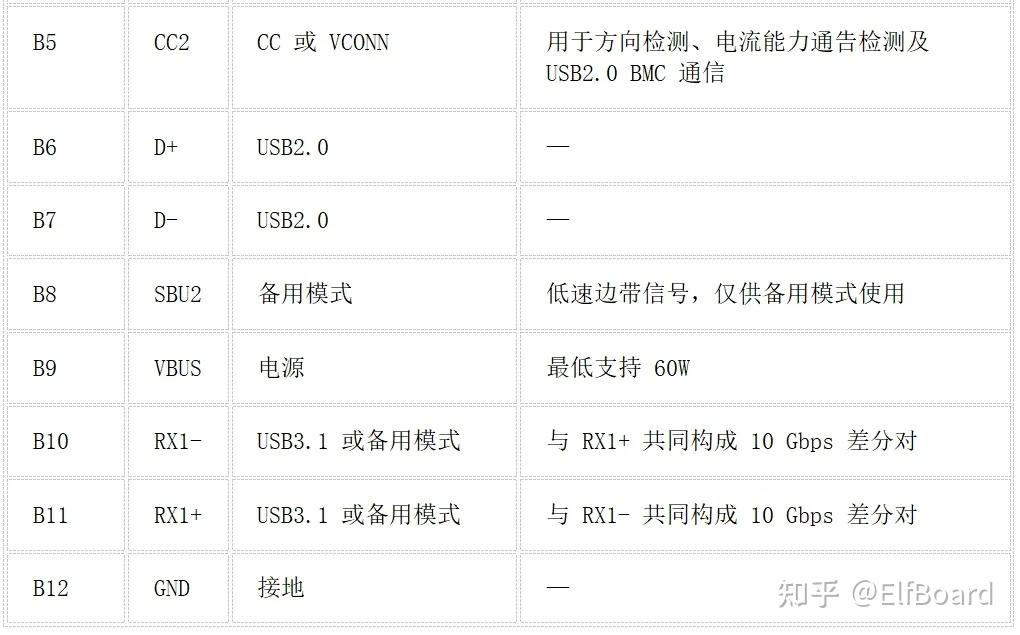 B5 CC2 CC 或 VCONN 用于方向检测、电流能力通告检测及
USB2.0 BMC 通信
B6 D+ USB2.0 —
B7 D- USB2.0 —
B8 SBU2 备用模式 低速边带信号，仅供备用模式使用
B9 VBUS 电源 最低支持 60W
B10 RX1- USB3.1 或备用模式 与 RX1+ 共同构成 10 Gbps 差分对
B11 RX1+ USB3.1 或备用模式 与 RX1- 共同构成 10 Gbps 差分对
B12 GND 接地 —
知乎 @ElfBoard